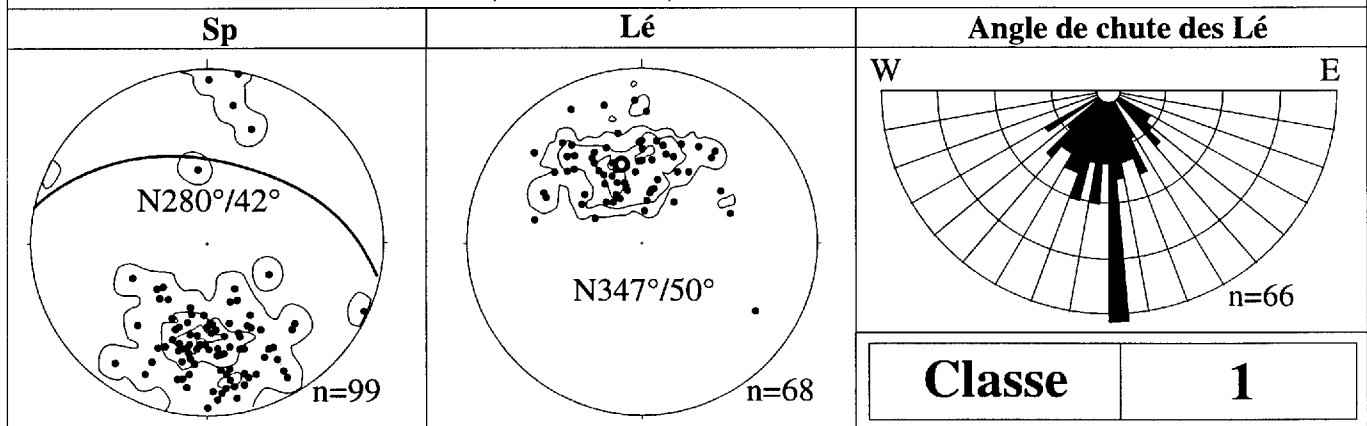 Sp
Lé
Angle de chute des Lé
W E
N280°/42°
n=99
N347°/50°
n=68
n=66
Classe 1